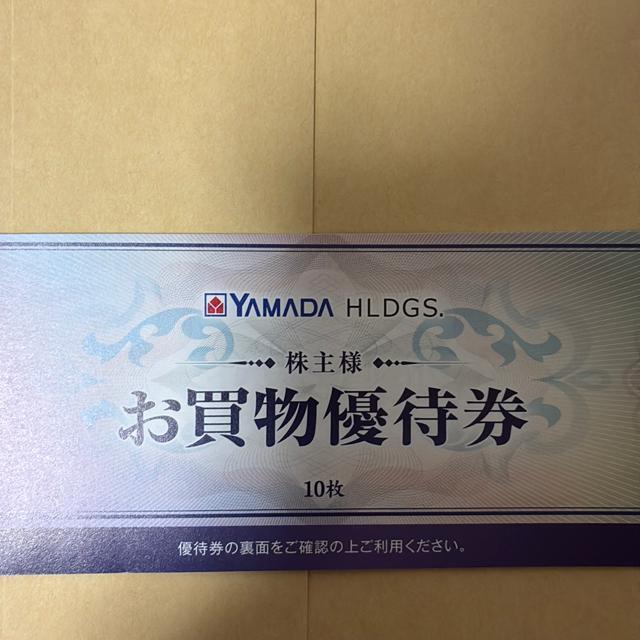 YAMADA HLDGS.
株主様
お買物優待券
10枚
優待券の裏面をご確認の上ご利用ください。